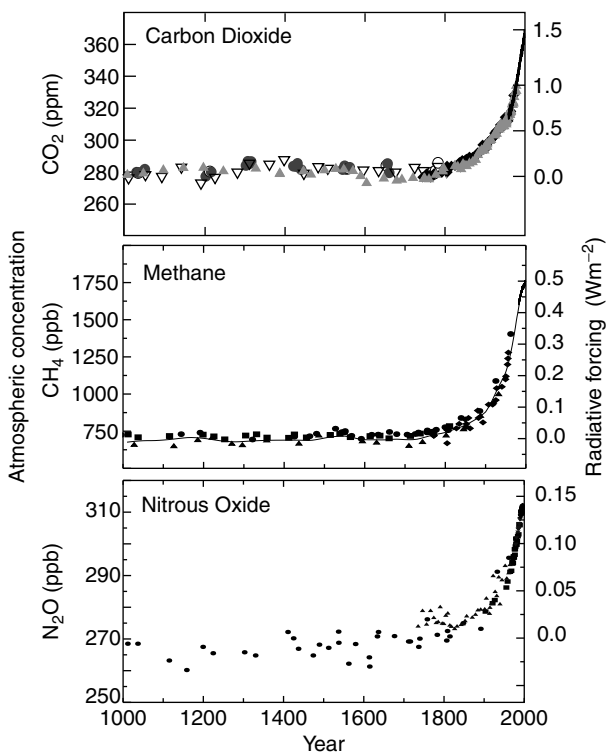 Carbon Dioxide
360
340
320
300
280
260
CO2 (ppm)
1.5
1.0
0.5
0.0
Methane
1750
1500
1250
1000
750
CH4 (ppb)
0.5
0.4
0.3
0.2
0.1
0.0
Atmospheric concentration
Radiative forcing (Wm−2)
Nitrous Oxide
310
290
270
250
N2O (ppb)
0.15
0.10
0.05
0.0
1000 1200 1400 1600 1800 2000
Year